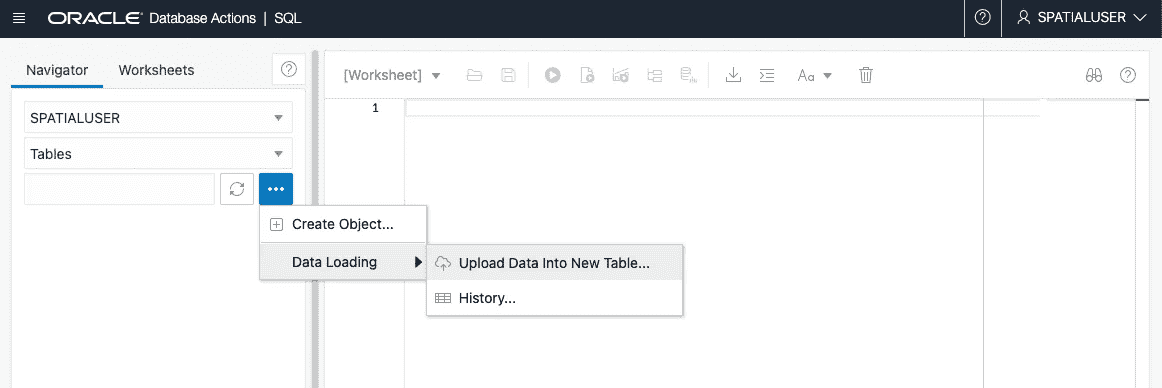 ORACLE Database Actions | SQL
SPATIALUSER
Navigator
Worksheets
[Worksheet]
Aa
SPATIALUSER
1
Tables
Create Object...
Data Loading
Upload Data Into New Table...
History...